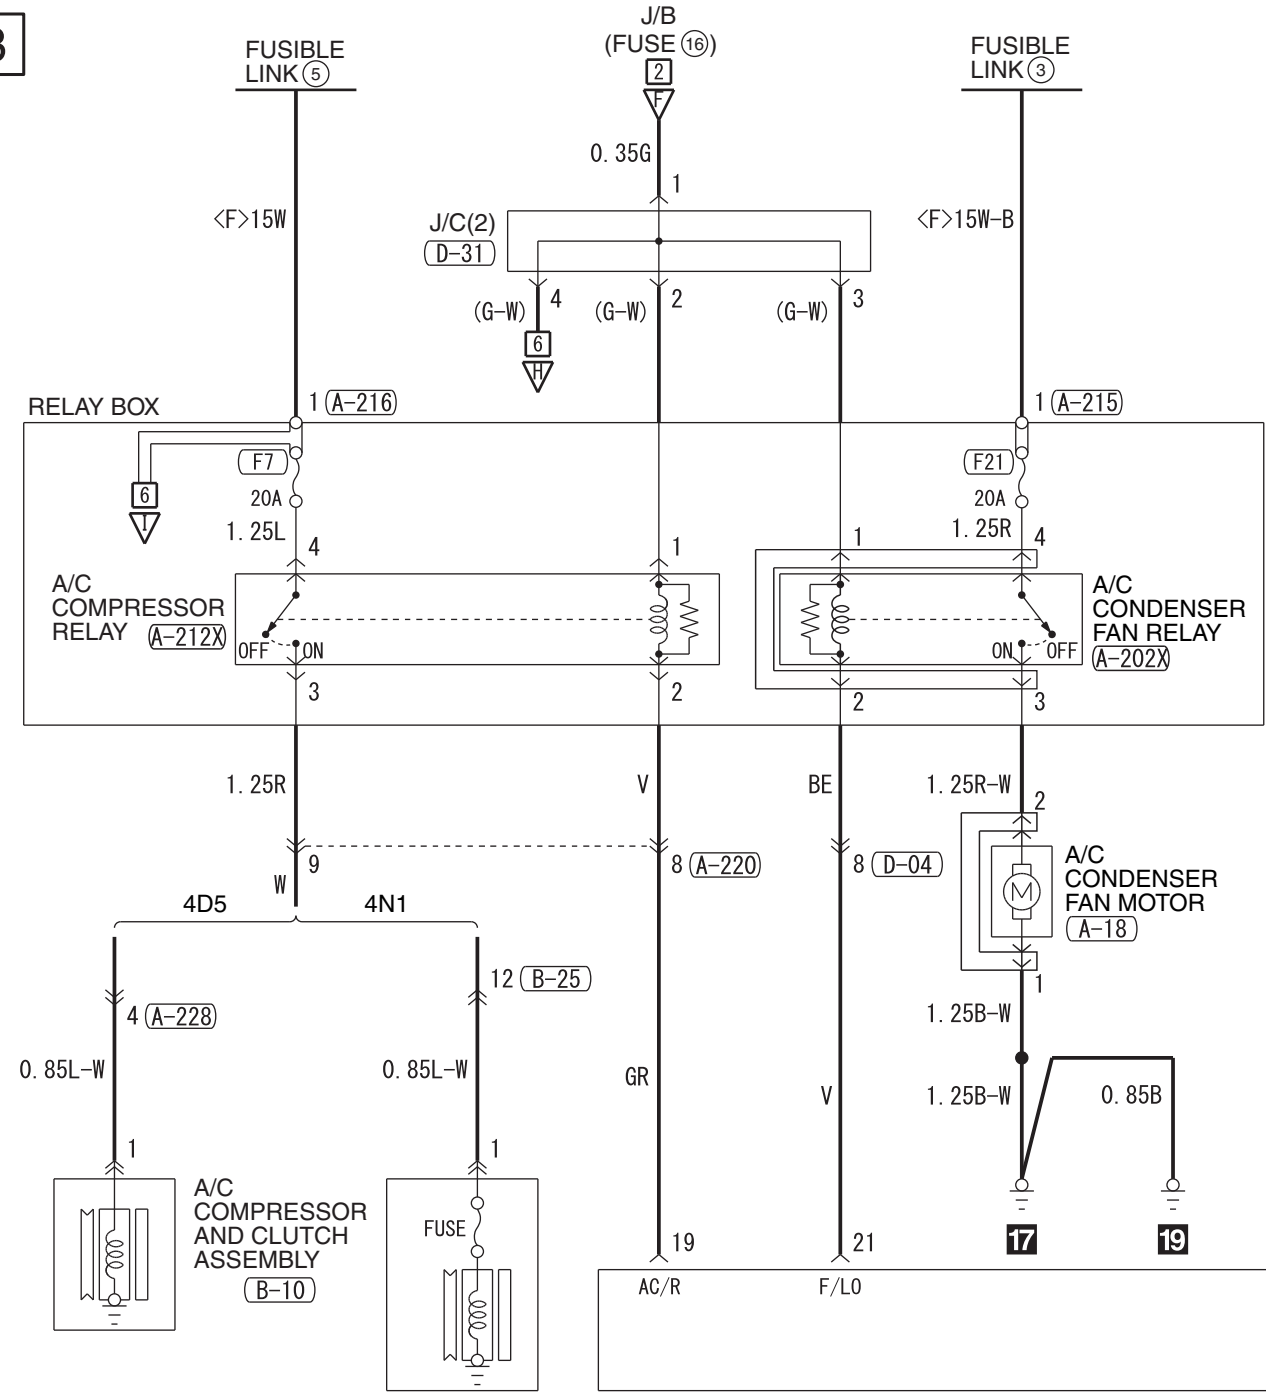 J/B
(FUSE 16)
FUSIBLE
LINK 5
FUSIBLE
LINK 3
2
F
0.35G
1
<F>15W
J/C(2)
D-31
<F>15W-B
4
2
3
(G-W)
(G-W)
(G-W)
6
H
RELAY BOX
1 A-216
1 A-215
F7
F21
6
I
20A
20A
1.25L
1.25R
4
1
1
4
A/C
COMPRESSOR
RELAY A-212X
OFF
ON
A/C
CONDENSER
FAN RELAY
A-202X
ON
OFF
3
2
2
3
1.25R
V
BE
1.25R-W
2
9
8 A-220
8 D-04
W
A/C
CONDENSER
FAN MOTOR
A-18
M
4D5
4N1
12 B-25
1
4 A-228
1.25B-W
0.85L-W
0.85L-W
GR
V
1.25B-W
0.85B
1
1
A/C
COMPRESSOR
AND CLUTCH
ASSEMBLY
B-10
FUSE
19
21
17
19
AC/R
F/LO